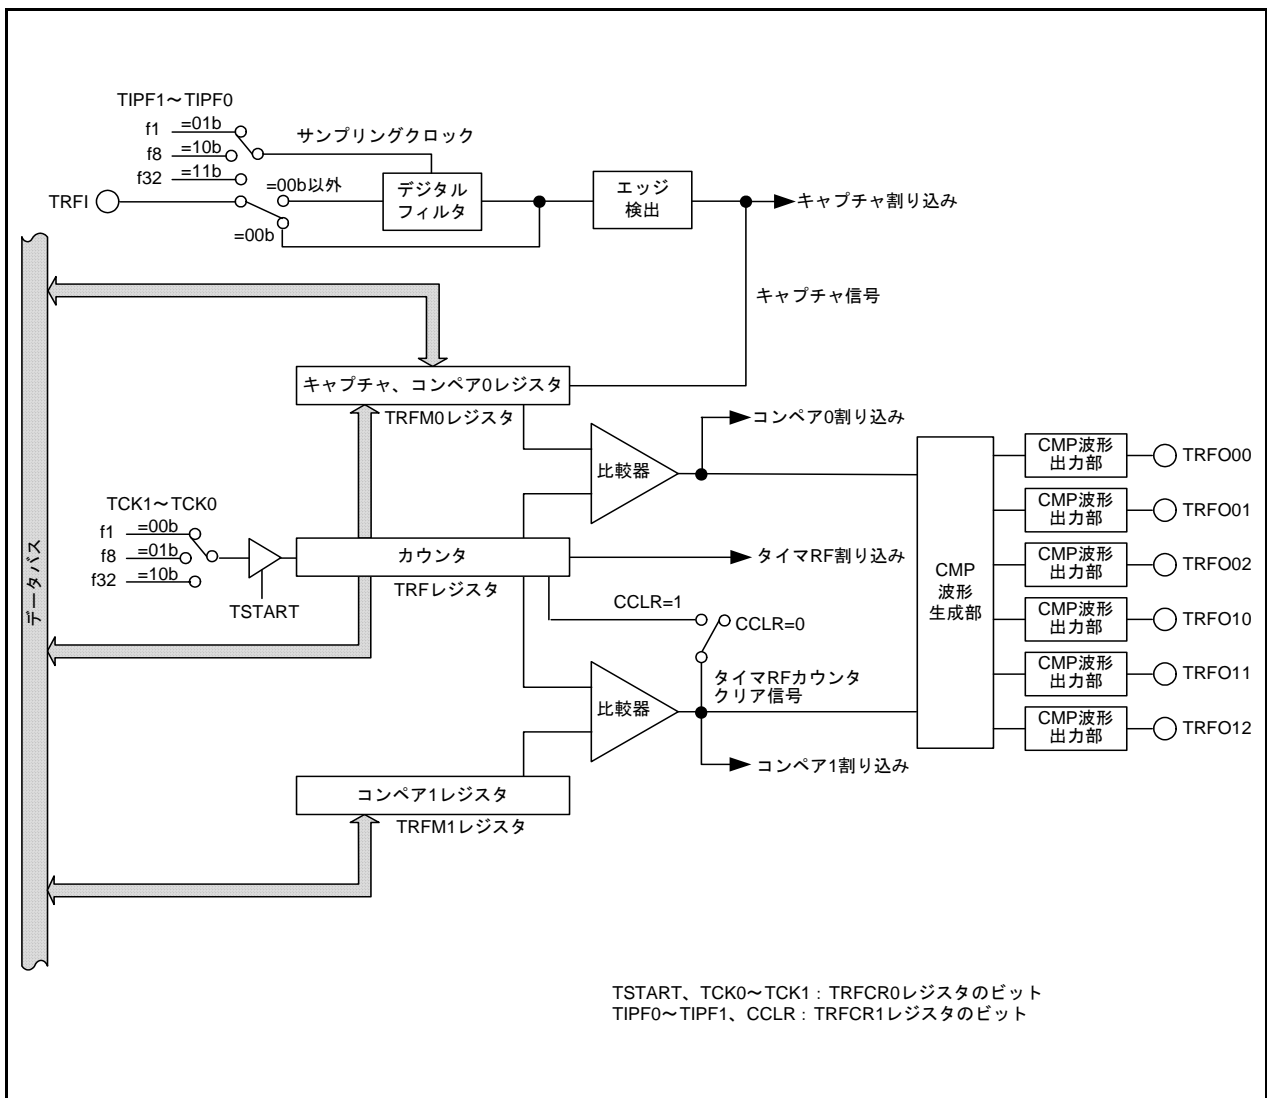 TIPF1～TIPF0
f1
=01b
f8
=10b
f32
=11b
サンプリングクロック
TRFI
=00b以外
=00b
デジタル
フィルタ
エッジ
検出
キャプチャ割り込み
キャプチャ信号
データバス
キャプチャ、コンペア0レジスタ
TRFM0レジスタ
コンペア0割り込み
比較器
TCK1～TCK0
f1
=00b
f8
=01b
f32
=10b
TSTART
カウンタ
TRFレジスタ
タイマRF割り込み
CCLR=1
CCLR=0
タイマRFカウンタ
クリア信号
比較器
コンペア1割り込み
コンペア1レジスタ
TRFM1レジスタ
CMP
波形
生成部
CMP波形
出力部
TRFO00
CMP波形
出力部
TRFO01
CMP波形
出力部
TRFO02
CMP波形
出力部
TRFO10
CMP波形
出力部
TRFO11
CMP波形
出力部
TRFO12
TSTART、TCK0～TCK1：TRFCR0レジスタのビット
TIPF0～TIPF1、CCLR：TRFCR1レジスタのビット